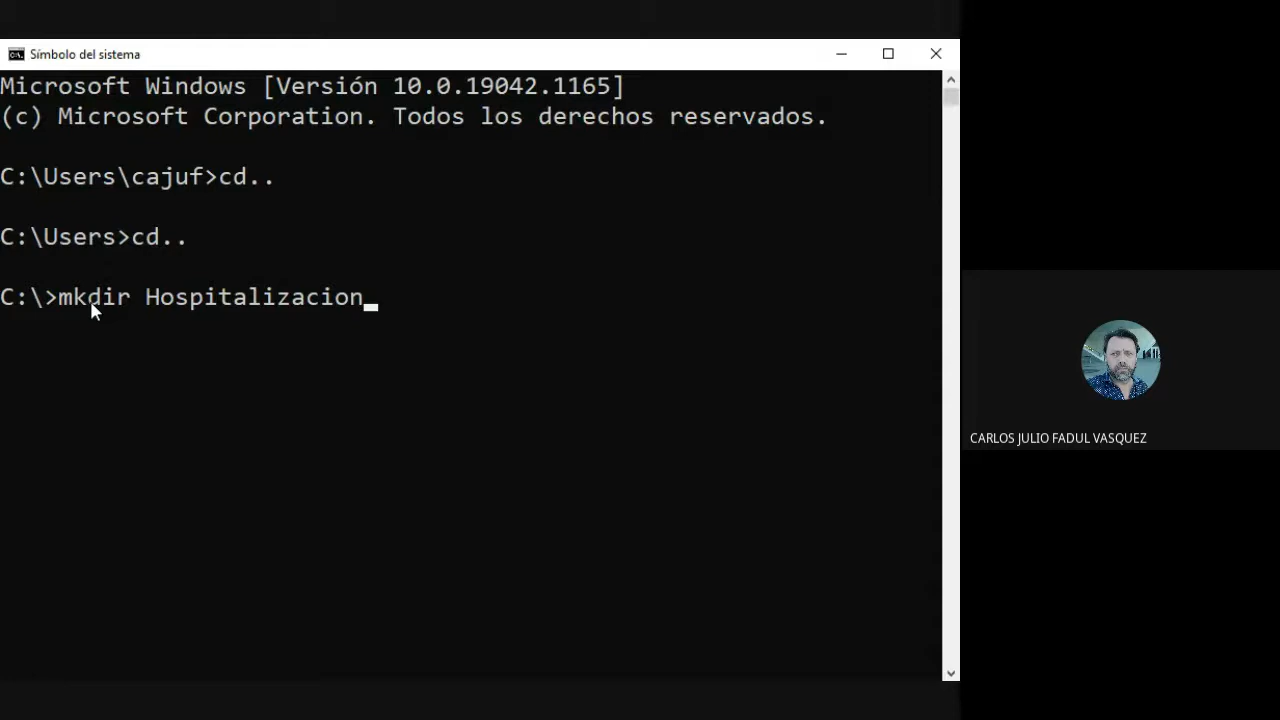 Símbolo del sistema
Microsoft Windows [Versión 10.0.19042.1165]
(c) Microsoft Corporation. Todos los derechos reservados.
C:\Users\cajuf>cd..
C:\Users>cd..
C:\>mkdir Hospitalizacion
CARLOS JULIO FADUL VASQUEZ